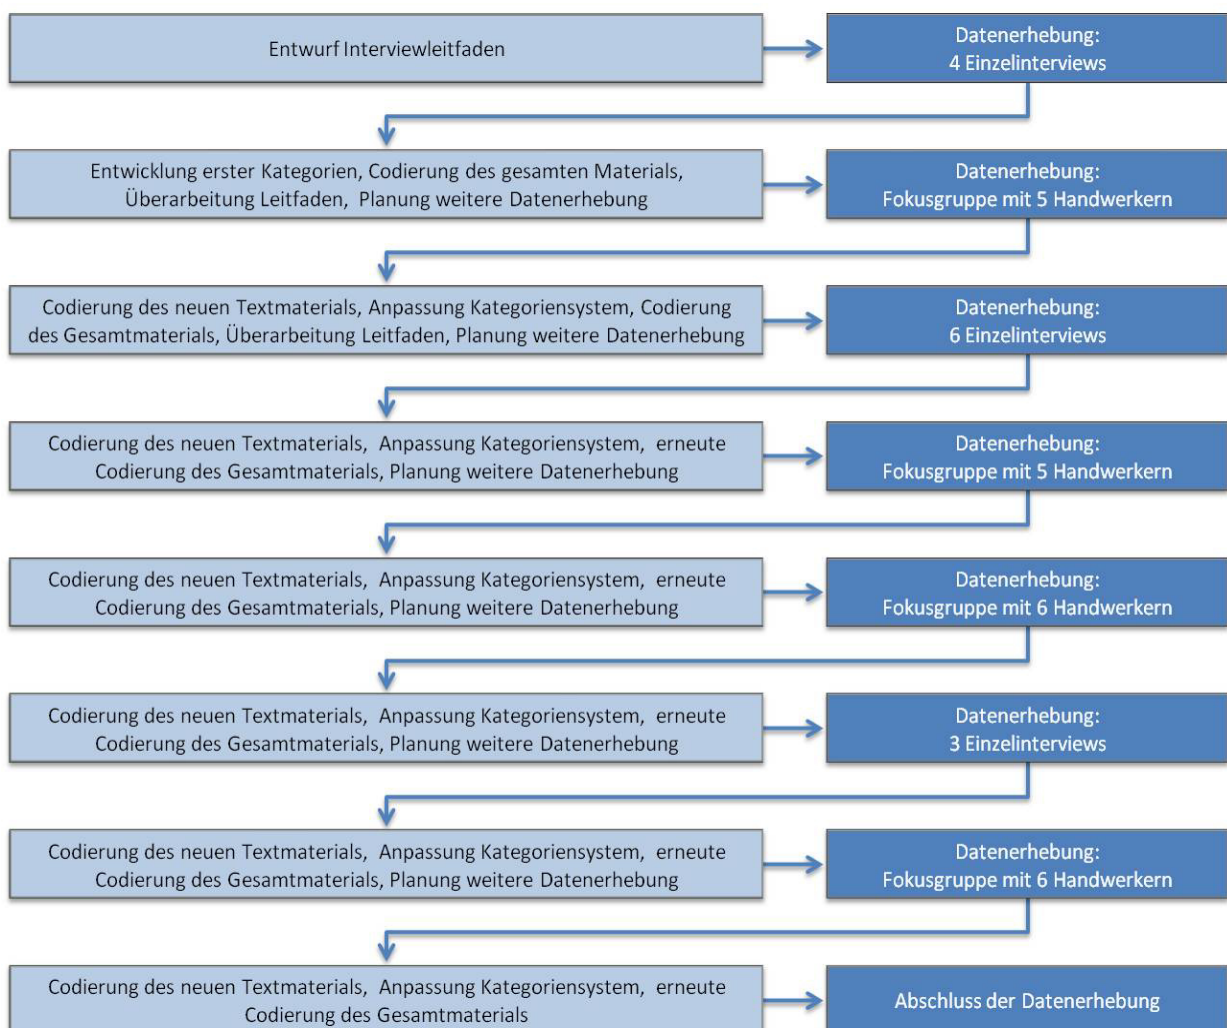 Entwurf Interviewleitfaden
Datenerhebung:
4 Einzelinterviews
Entwicklung erster Kategorien, Codierung des gesamten Materials,
Überarbeitung Leitfaden, Planung weitere Datenerhebung
Datenerhebung:
Fokusgruppe mit 5 Handwerkern
Codierung des neuen Textmaterials, Anpassung Kategoriensystem, Codierung
des Gesamtmaterials, Überarbeitung Leitfaden, Planung weitere Datenerhebung
Datenerhebung:
6 Einzelinterviews
Codierung des neuen Textmaterials, Anpassung Kategoriensystem, erneute
Codierung des Gesamtmaterials, Planung weitere Datenerhebung
Datenerhebung:
Fokusgruppe mit 5 Handwerkern
Codierung des neuen Textmaterials, Anpassung Kategoriensystem, erneute
Codierung des Gesamtmaterials, Planung weitere Datenerhebung
Datenerhebung:
Fokusgruppe mit 6 Handwerkern
Codierung des neuen Textmaterials, Anpassung Kategoriensystem, erneute
Codierung des Gesamtmaterials, Planung weitere Datenerhebung
Datenerhebung:
3 Einzelinterviews
Codierung des neuen Textmaterials, Anpassung Kategoriensystem, erneute
Codierung des Gesamtmaterials, Planung weitere Datenerhebung
Datenerhebung:
Fokusgruppe mit 6 Handwerkern
Codierung des neuen Textmaterials, Anpassung Kategoriensystem, erneute
Codierung des Gesamtmaterials
Abschluss der Datenerhebung